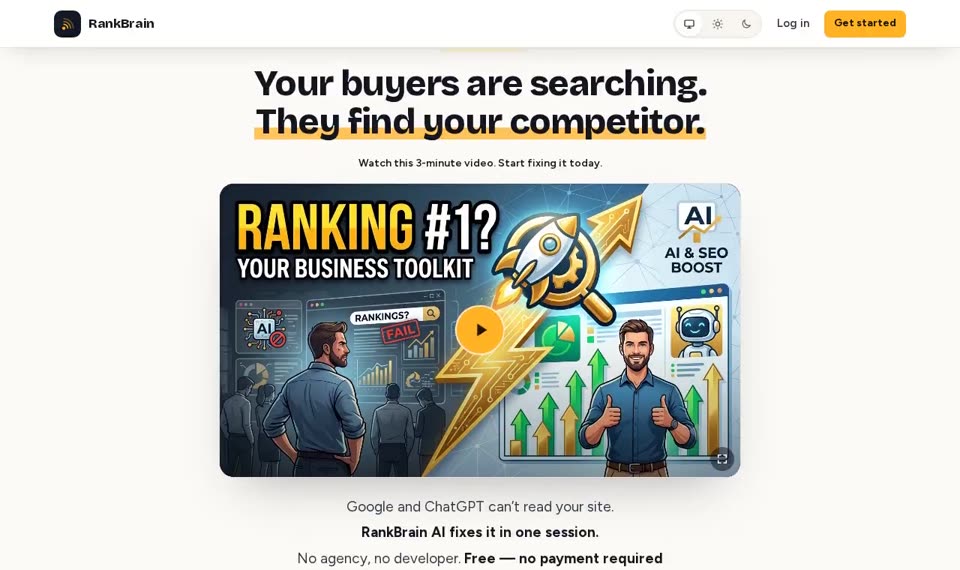 RankBrain
Log in
Get started
Your buyers are searching.
They find your competitor.
Watch this 3-minute video. Start fixing it today.
RANKING #1?
YOUR BUSINESS TOOLKIT
AI
AI & SEO
BOOST
AI
RANKINGS?
FAIL
Google and ChatGPT can’t read your site.
RankBrain AI fixes it in one session.
No agency, no developer. Free — no payment required